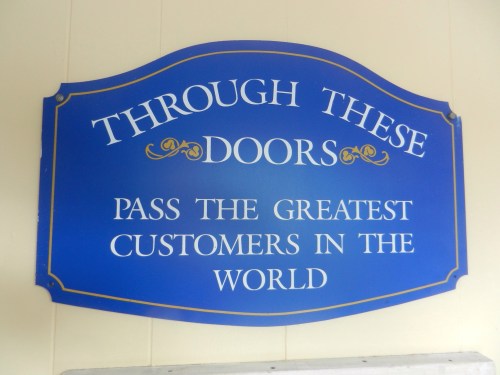 THROUGH THESE
DOORS
PASS THE GREATEST
CUSTOMERS IN THE
WORLD